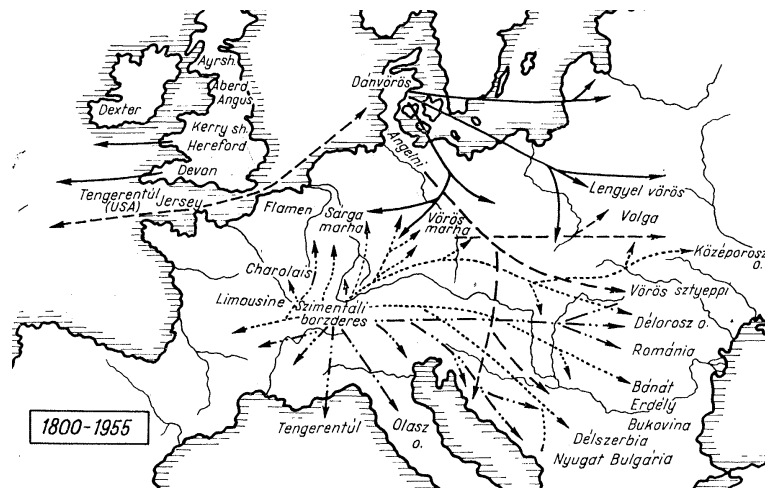 Ayrsh.
Aberd.
Angus
Dexter
Kerry sh.
Hereford
Devon
Tengerentúl
(USA)
Jersey
Dánvörös
Angelni
Flamen
Sarga
marha
Vörös
marha
Lengyel vörös
Volga
Középorosz
o.
Charolais
Limousine
Szimentáli
borzderes
Vörös sztyeppi
Délorosz o.
Románia
Bánát
Erdély
Bukovina
Délszerbia
Nyugat Bulgária
Olasz
o.
Tengerentúl
1800-1955